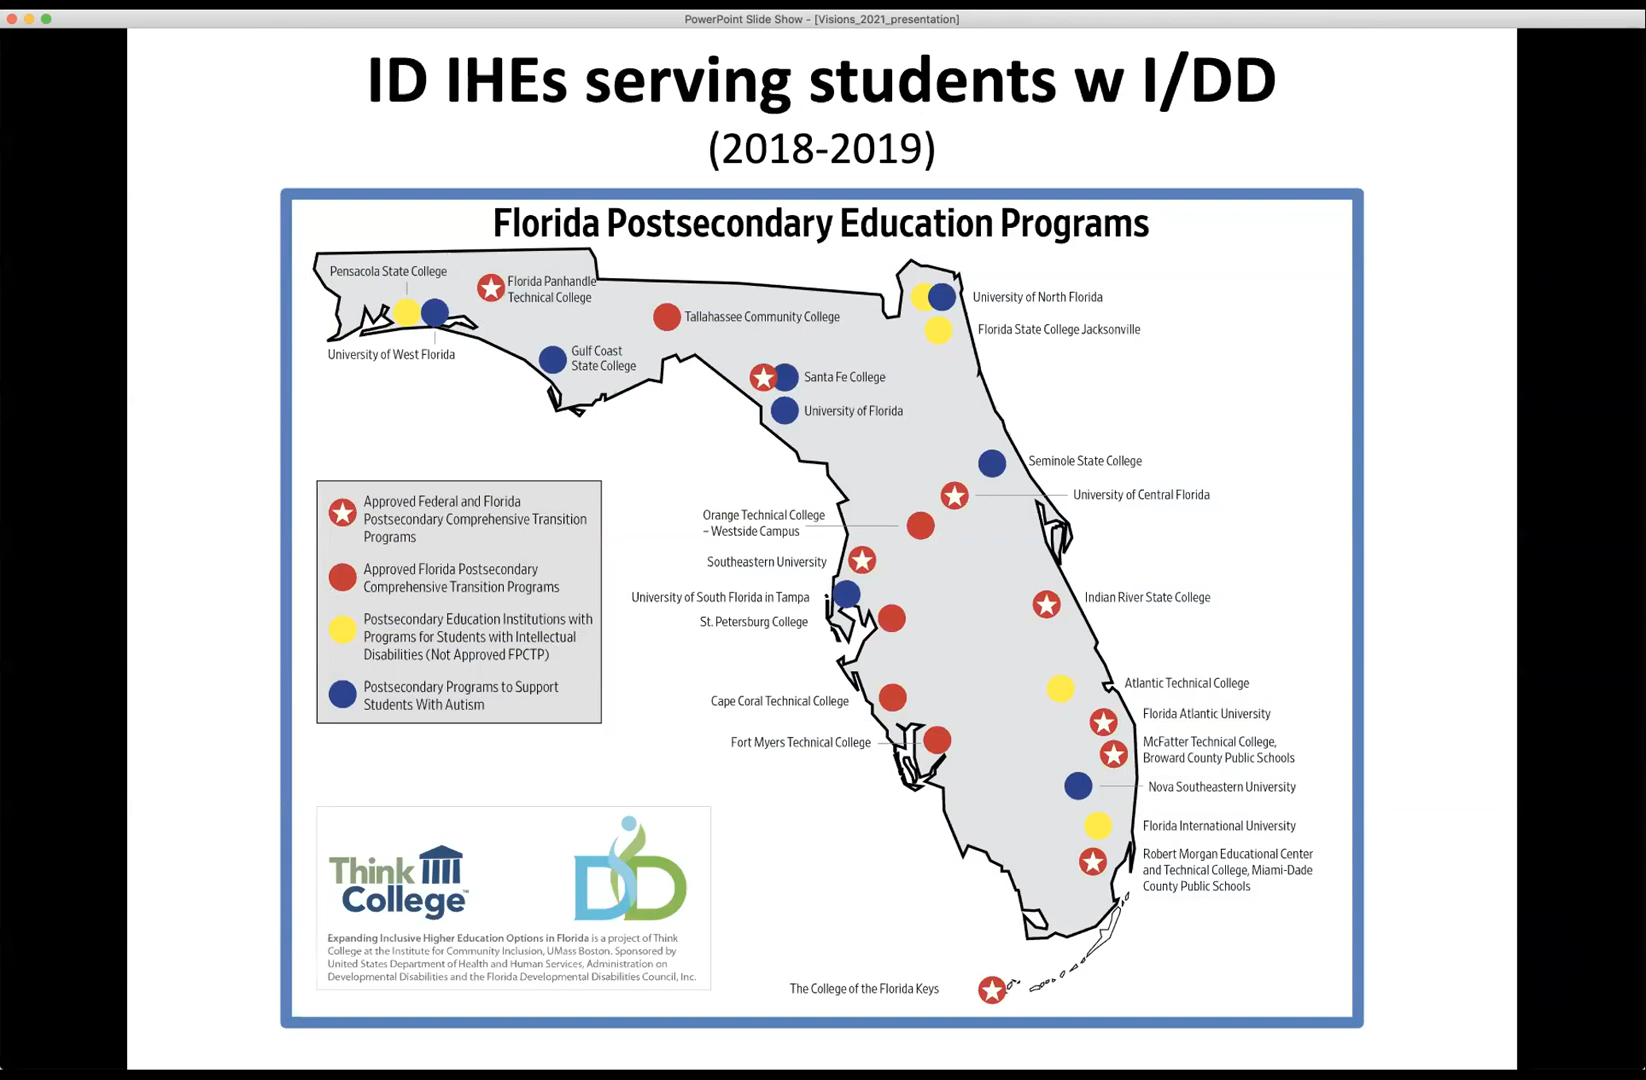 PowerPoint Slide Show - [Visions_2021_presentation]
ID IHEs serving students w I/DD
(2018-2019)
Florida Postsecondary Education Programs
Pensacola State College
Florida Panhandle
Technical College
University of West Florida
Gulf Coast
State College
Tallahassee Community College
Santa Fe College
University of Florida
University of North Florida
Florida State College Jacksonville
Seminole State College
University of Central Florida
Orange Technical College
– Westside Campus
Southeastern University
University of South Florida in Tampa
St. Petersburg College
Indian River State College
Cape Coral Technical College
Fort Myers Technical College
Atlantic Technical College
Florida Atlantic University
McFatter Technical College,
Broward County Public Schools
Nova Southeastern University
Florida International University
Robert Morgan Educational Center
and Technical College, Miami-Dade
County Public Schools
The College of the Florida Keys
Approved Federal and Florida
Postsecondary Comprehensive Transition
Programs
Approved Florida Postsecondary
Comprehensive Transition Programs
Postsecondary Education Institutions with
Programs for Students with Intellectual
Disabilities (Not Approved FPCTP)
Postsecondary Programs to Support
Students With Autism
Think
College™
DD
Expanding Inclusive Higher Education Options in Florida is a project of Think
College at the Institute for Community Inclusion, UMass Boston. Sponsored by
United States Department of Health and Human Services, Administration on
Developmental Disabilities and the Florida Developmental Disabilities Council, Inc.